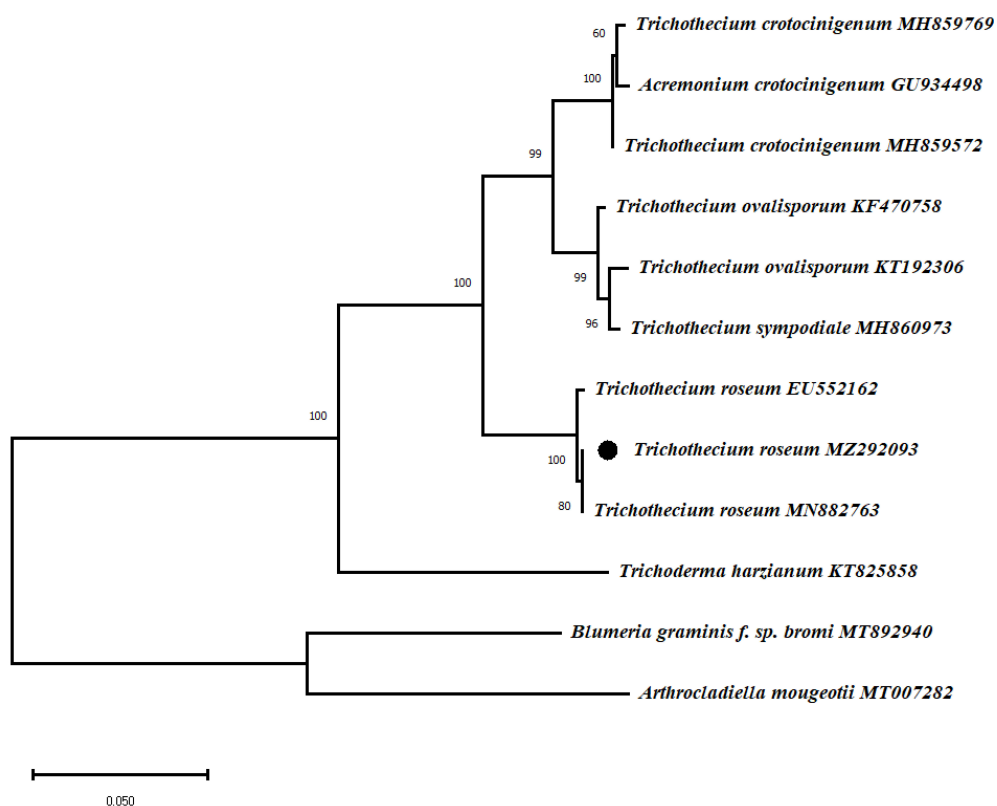 60
Trichothecium crotocinigenum MH859769
100
Acremonium crotocinigenum GU934498
Trichothecium crotocinigenum MH859572
99
Trichothecium ovalisporum KF470758
99
Trichothecium ovalisporum KT192306
96
Trichothecium sympodiale MH860973
100
Trichothecium roseum EU552162
100
Trichothecium roseum MZ292093
100
80
Trichothecium roseum MN882763
Trichoderma harzianum KT825858
Blumeria graminis f. sp. bromi MT892940
Arthrocladiella mougeotii MT007282
0.050